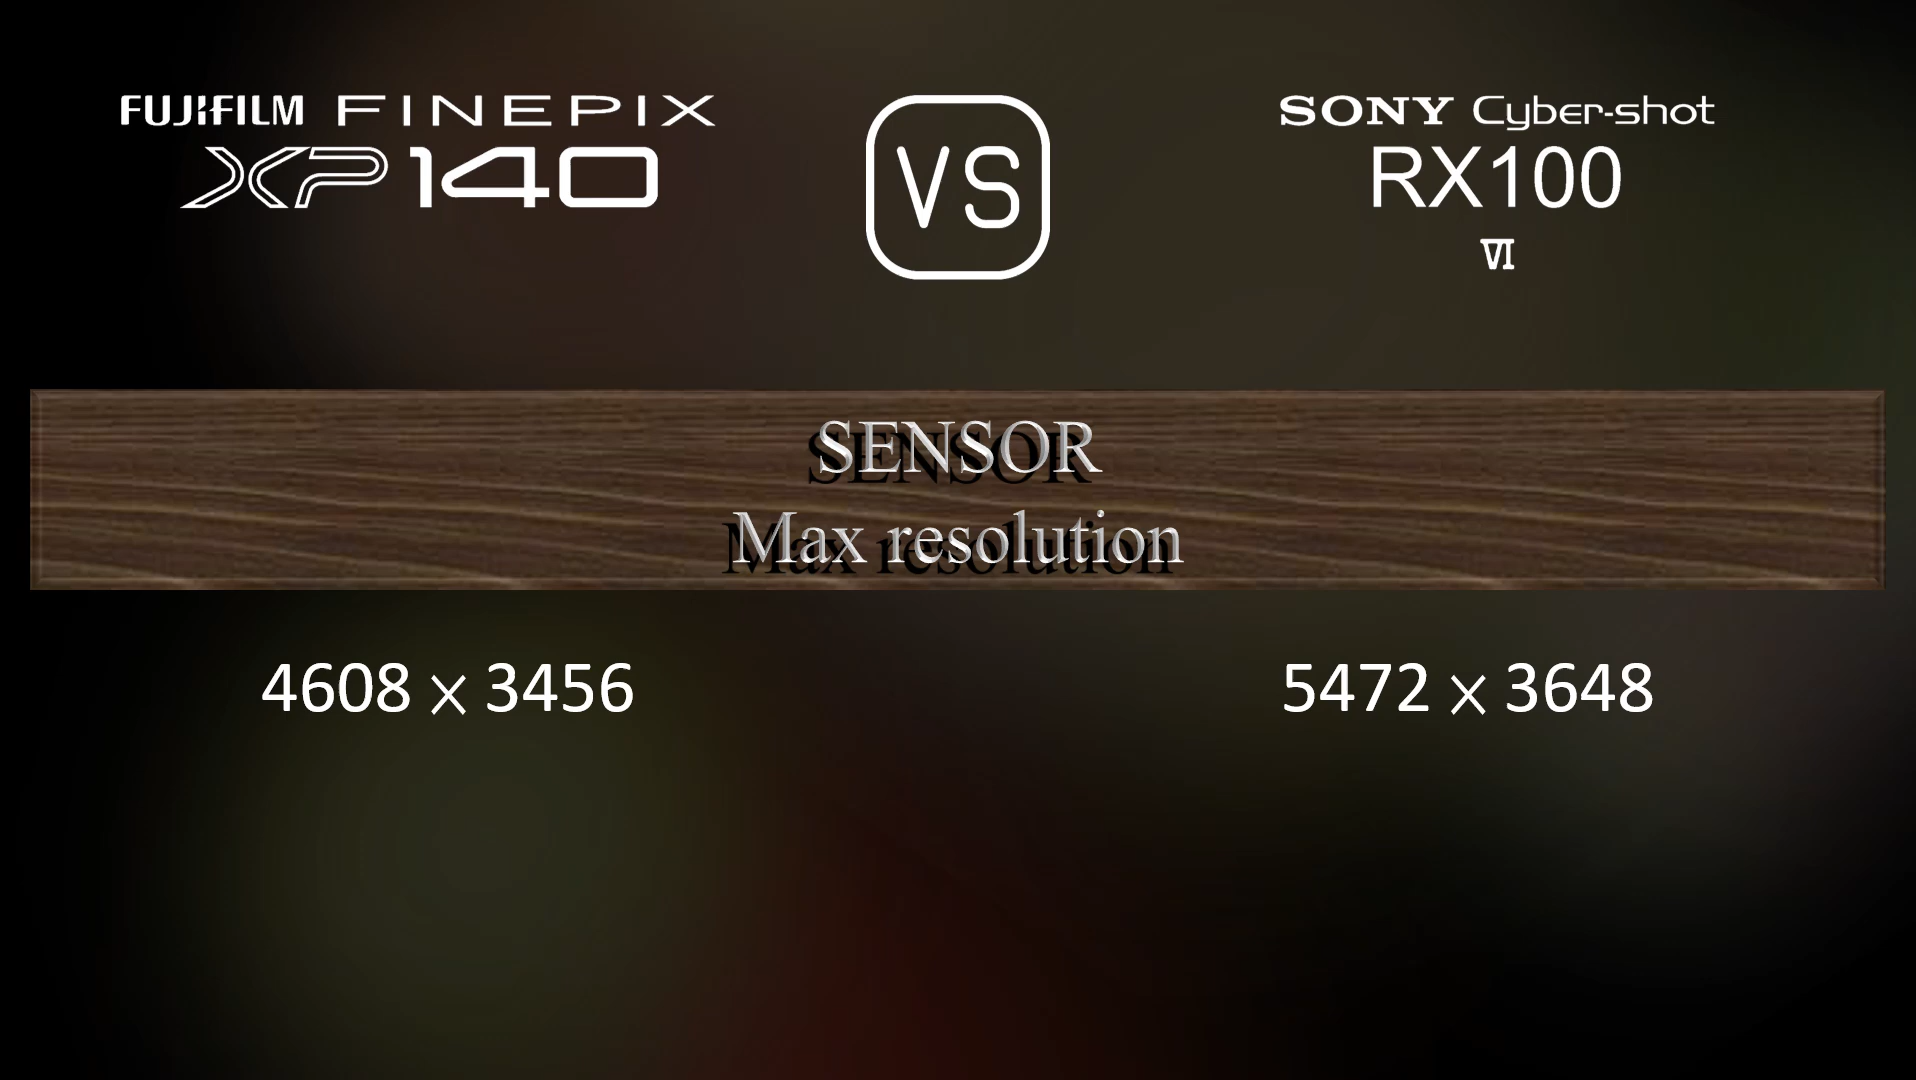 FUJIFILM FINEPIX
XP140
VS
SONY Cyber-shot
RX100
VI
SENSOR
Max resolution
4608 x 3456
5472 x 3648